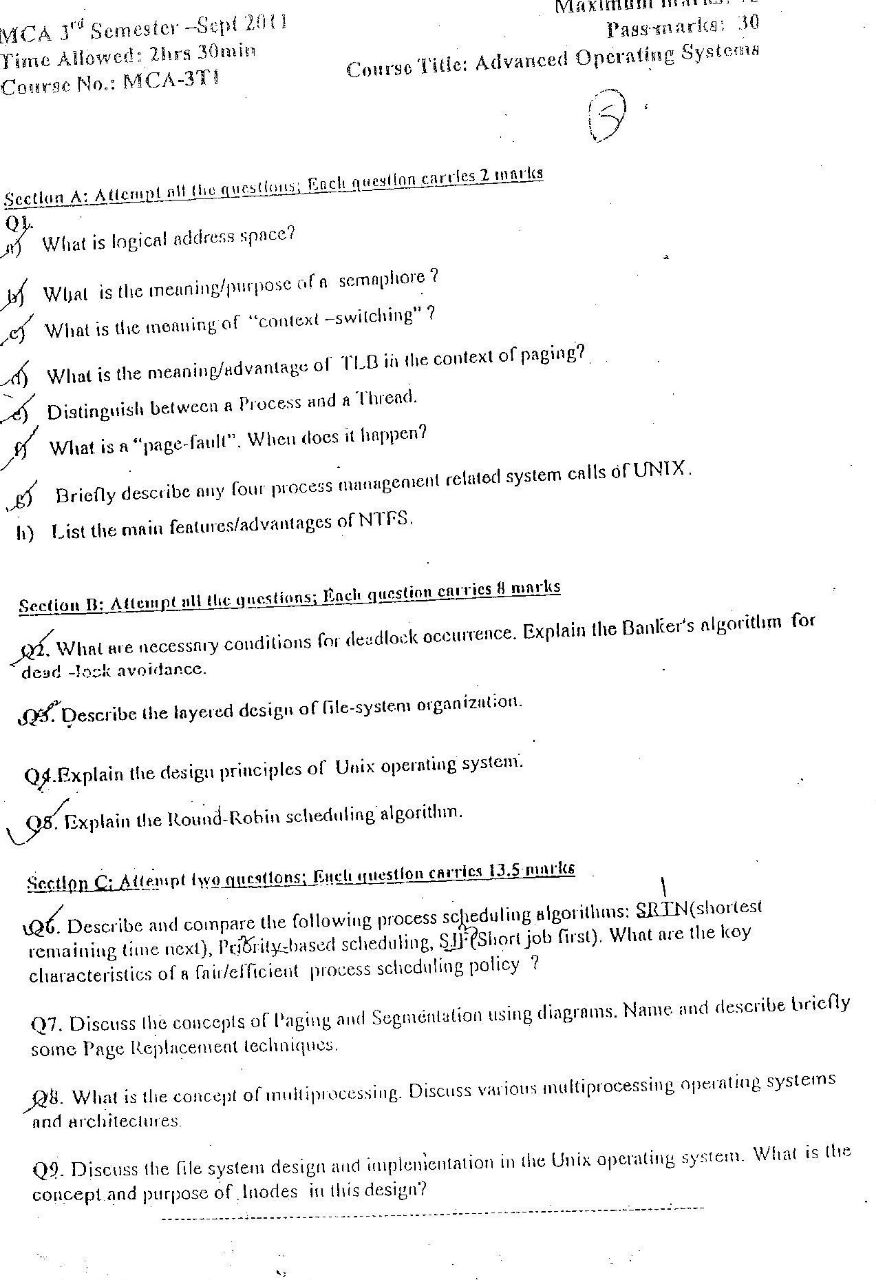 MCA 3rd Semester –Sept 2011
Maximum marks:
Time Allowed: 2hrs 30min
Pass marks: 30
Course No.: MCA-3T1
Course Title: Advanced Operating Systems
5
Section A: Attempt all the questions; Each question carries 2 marks
Q1.
a) What is logical address space?
b) What is the meaning/purpose of a semaphore ?
c) What is the meaning of “context –switching” ?
d) What is the meaning/advantage of TLB in the context of paging?
e) Distinguish between a Process and a Thread.
f) What is a “page-fault”. When does it happen?
g) Briefly describe any four process management related system calls of UNIX.
h) List the main features/advantages of NTFS.
Section B: Attempt all the questions; Each question carries 8 marks
Q2. What are necessary conditions for deadlock occurrence. Explain the Banker's algorithm for
dead -lock avoidance.
Q3. Describe the layered design of file-system organization.
Q4.Explain the design principles of Unix operating system.
Q5. Explain the Round-Robin scheduling algorithm.
Section C: Attempt two questions; Each question carries 13.5 marks
Q6. Describe and compare the following process scheduling algorithms: SRTN(shortest
remaining time next), Priority-based scheduling, SJF(Short job first). What are the key
characteristics of a fair/efficient process scheduling policy ?
Q7. Discuss the concepts of Paging and Segmentation using diagrams. Name and describe briefly
some Page Replacement techniques.
Q8. What is the concept of multiprocessing. Discuss various multiprocessing operating systems
and architectures.
Q9. Discuss the file system design and implementation in the Unix operating system. What is the
concept and purpose of Inodes in this design?